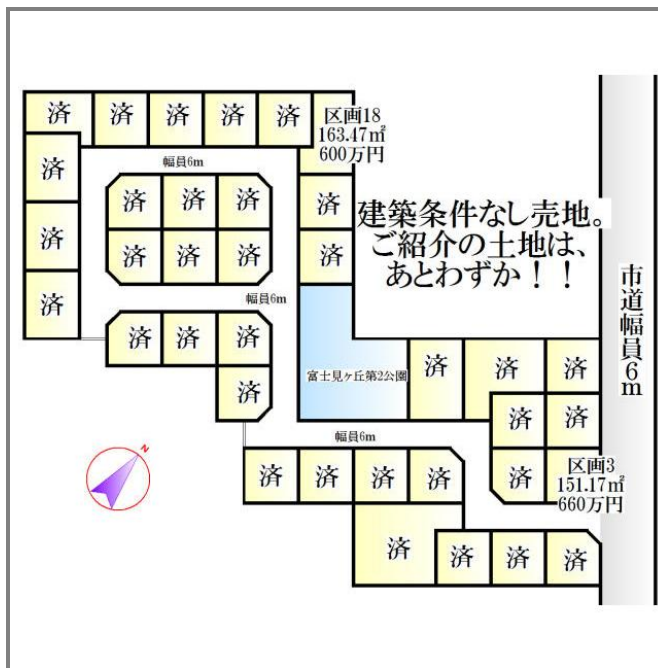 済 済 済 済 済 区画18
163.47㎡
600万円
幅員6m
済
済 済 済 済
済
済 済 済 済
建築条件なし売地。
ご紹介の土地は、
あとわずか！！
幅員6m
済
済 済 済
済
富士見ヶ丘第2公園
済 済 済
済 済
市道幅員6m
幅員6m
済 区画3
151.17㎡
660万円
N
済 済 済 済
済 済 済 済